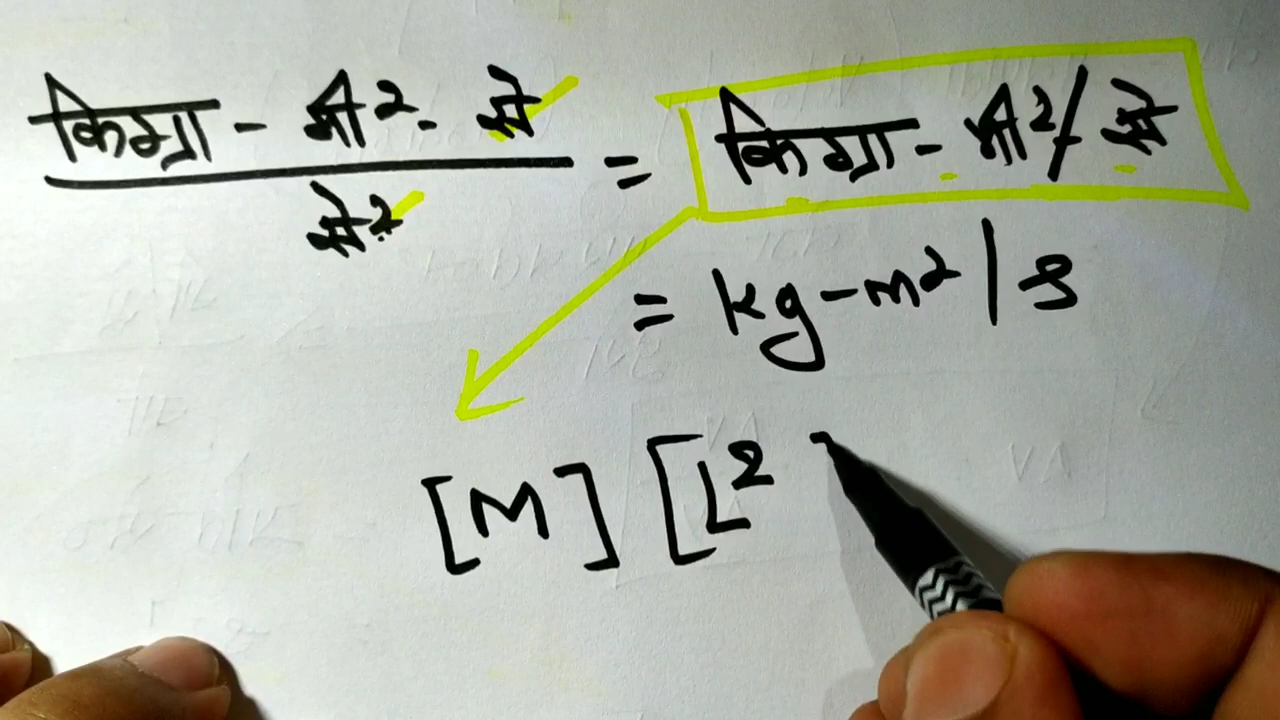 किग्रा - मी² - से
से² = किग्रा - मी² / से
= kg - m² | s
[M] [L²